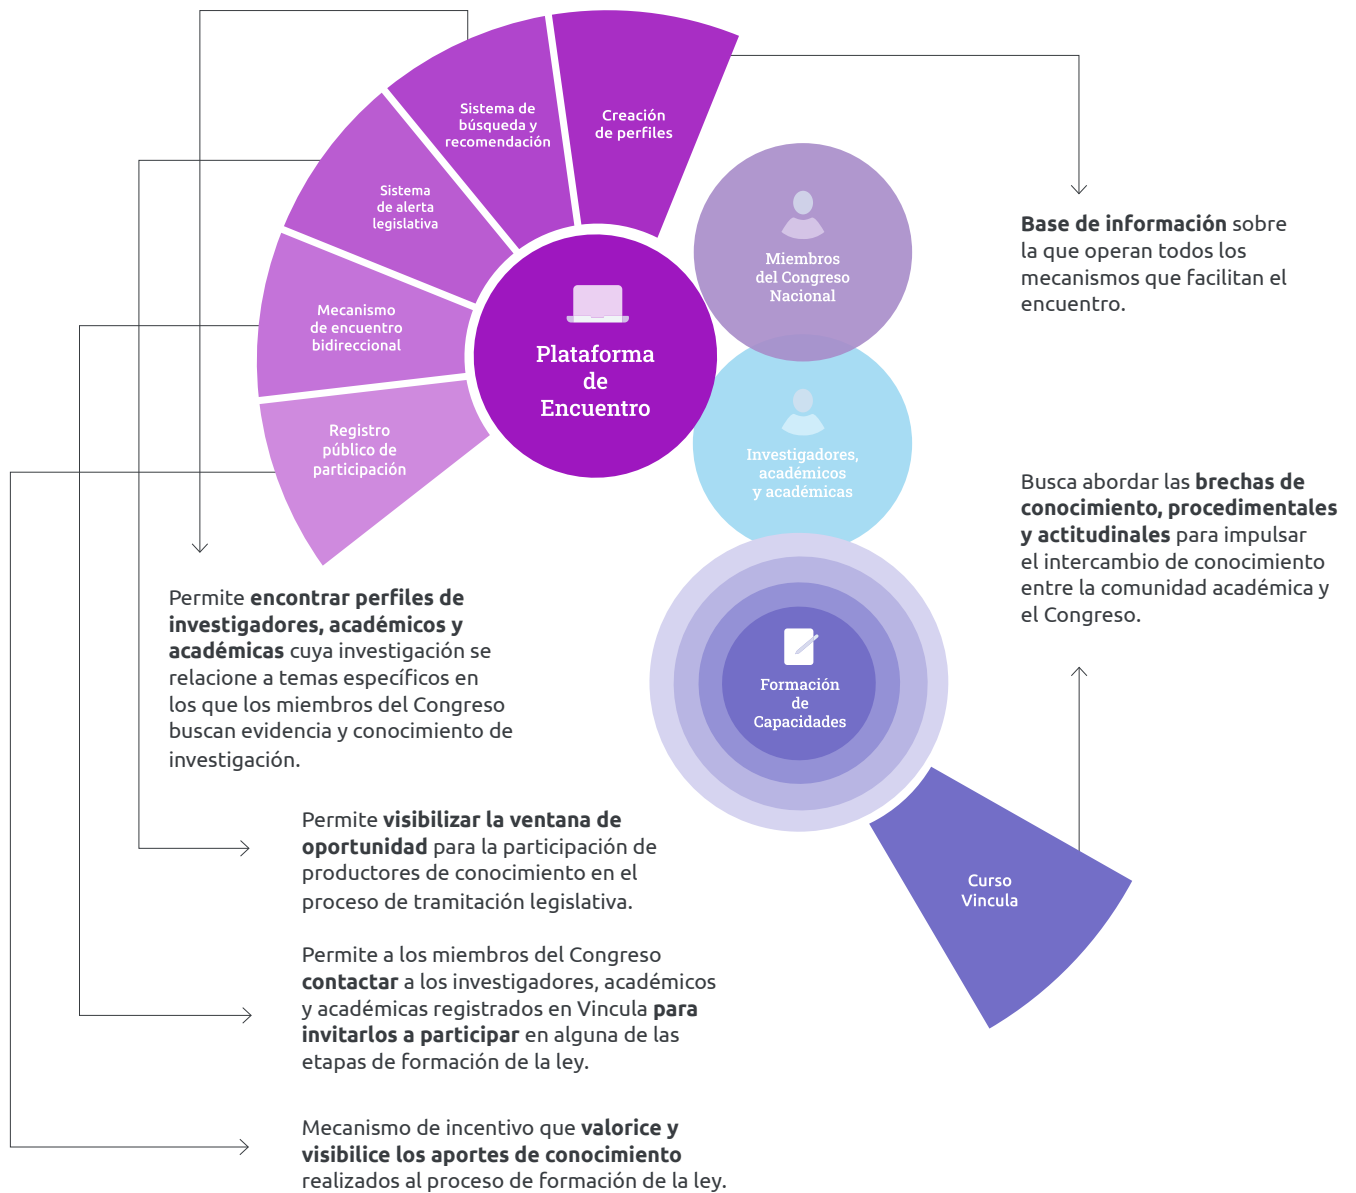 Creación
de perfiles
Sistema de
búsqueda y
recomendación
Sistema
de alerta
legislativa
Mecanismo
de encuentro
bidireccional
Registro
público de
participación
Plataforma
de
Encuentro
Miembros
del Congreso
Nacional
Investigadores,
académicos
y académicas
Formación
de
Capacidades
Curso
Vincula
Base de información sobre
la que operan todos los
mecanismos que facilitan el
encuentro.
Busca abordar las brechas de
conocimiento, procedimentales
y actitudinales para impulsar
el intercambio de conocimiento
entre la comunidad académica y
el Congreso.
Permite encontrar perfiles de
investigadores, académicos y
académicas cuya investigación se
relacione a temas específicos en
los que los miembros del Congreso
buscan evidencia y conocimiento de
investigación.
Permite visibilizar la ventana de
oportunidad para la participación de
productores de conocimiento en el
proceso de tramitación legislativa.
Permite a los miembros del Congreso
contactar a los investigadores, académicos
y académicas registrados en Vincula para
invitarlos a participar en alguna de las
etapas de formación de la ley.
Mecanismo de incentivo que valorice y
visibilice los aportes de conocimiento
realizados al proceso de formación de la ley.